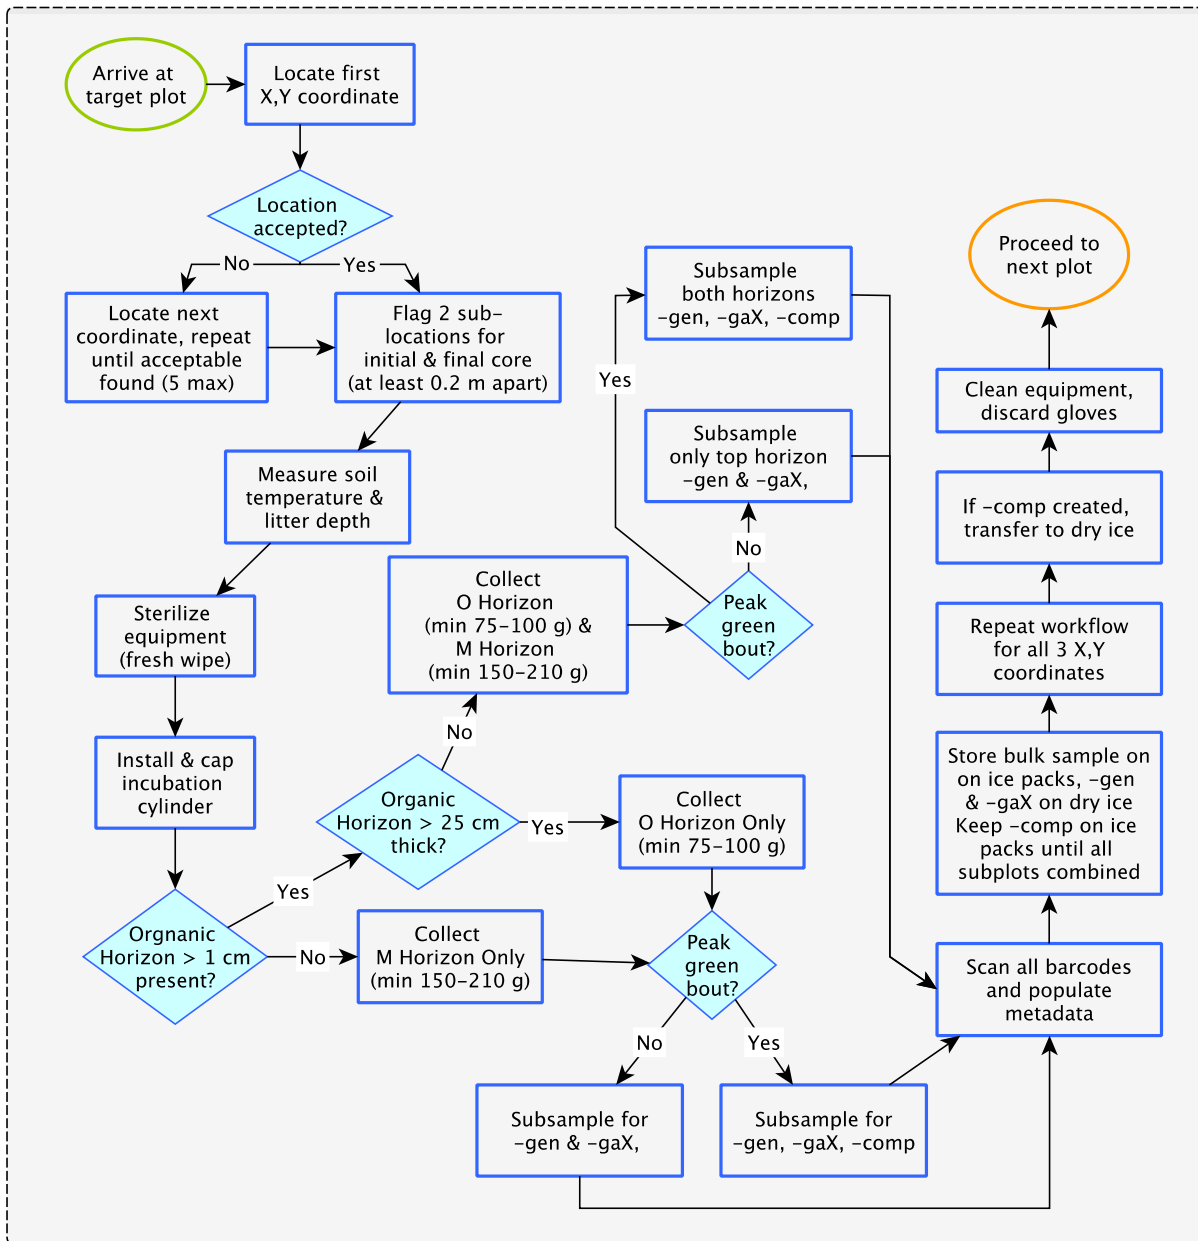 Arrive at
target plot
Locate first
X,Y coordinate
Location
accepted?
No
Yes
Locate next
coordinate, repeat
until acceptable
found (5 max)
Flag 2 sub-
locations for
initial & final core
(at least 0.2 m apart)
Measure soil
temperature &
litter depth
Sterilize
equipment
(fresh wipe)
Install & cap
incubation
cylinder
Orgnanic
Horizon > 1 cm
present?
Yes
No
Organic
Horizon > 25 cm
thick?
No
Yes
Collect
O Horizon
(min 75-100 g) &
M Horizon
(min 150-210 g)
Collect
O Horizon Only
(min 75-100 g)
Collect
M Horizon Only
(min 150-210 g)
Peak
green
bout?
Yes
No
Subsample
both horizons
-gen, -gaX, -comp
Subsample
only top horizon
-gen & -gaX,
Peak
green
bout?
No
Yes
Subsample for
-gen & -gaX,
Subsample for
-gen, -gaX, -comp
Scan all barcodes
and populate
metadata
Store bulk sample on
on ice packs, -gen
& -gaX on dry ice
Keep -comp on ice
packs until all
subplots combined
Repeat workflow
for all 3 X,Y
coordinates
If -comp created,
transfer to dry ice
Clean equipment,
discard gloves
Proceed to
next plot